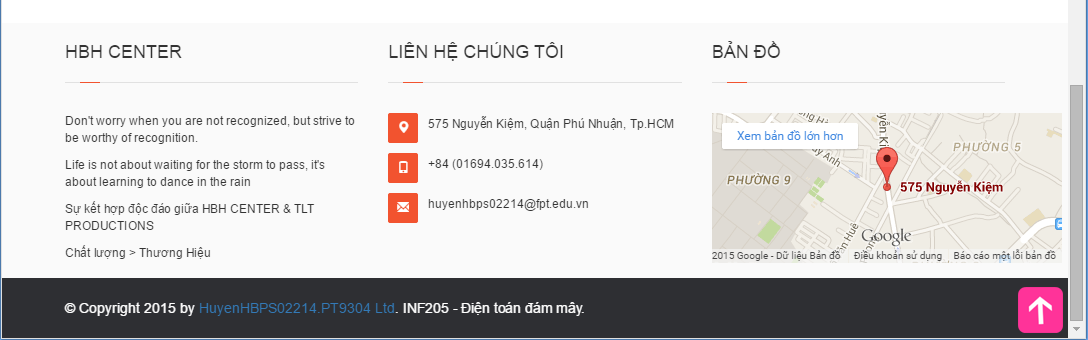 HBH CENTER
Don't worry when you are not recognized, but strive to
be worthy of recognition.
Life is not about waiting for the storm to pass, it's
about learning to dance in the rain
Sự kết hợp độc đáo giữa HBH CENTER & TLT
PRODUCTIONS
Chất lượng > Thương Hiệu
LIÊN HỆ CHÚNG TÔI
575 Nguyễn Kiệm, Quận Phú Nhuận, Tp.HCM
+84 (01694.035.614)
huyenhbps02214@fpt.edu.vn
BẢN ĐỒ
Xem bản đồ lớn hơn
PHƯỜNG 5
PHƯỜNG 9
575 Nguyễn Kiệm
Google
2015 Google - Dữ liệu Bản đồ
Điều khoản sử dụng
Báo cáo một lỗi bản đồ
© Copyright 2015 by HuyenHBPS02214.PT9304 Ltd. INF205 - Điện toán đám mây.